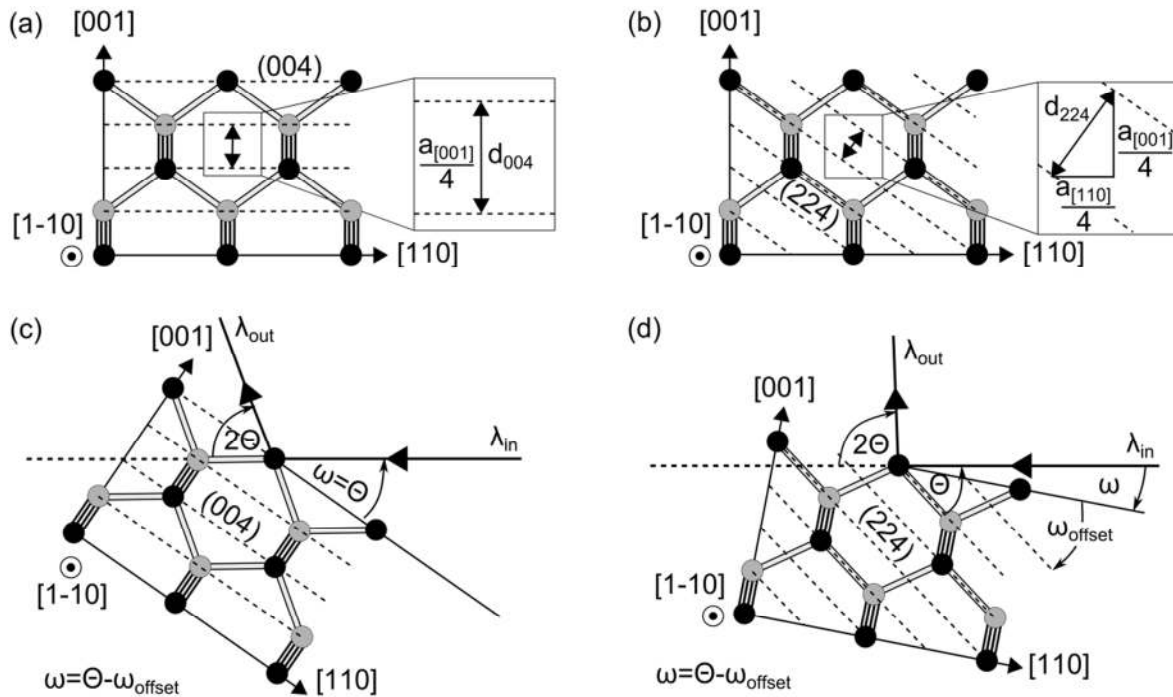 (a)
[001]
(004)
a[001]
4
d004
[1-10]
[110]
(b)
[001]
(224)
d224
a[001]
4
a[110]
4
[1-10]
[110]
(c)
[001]
λout
2Θ
λin
ω=Θ
(004)
[1-10]
[110]
ω=Θ-ωoffset
(d)
[001]
λout
2Θ
λin
Θ
ω
(224)
ωoffset
[1-10]
[110]
ω=Θ-ωoffset